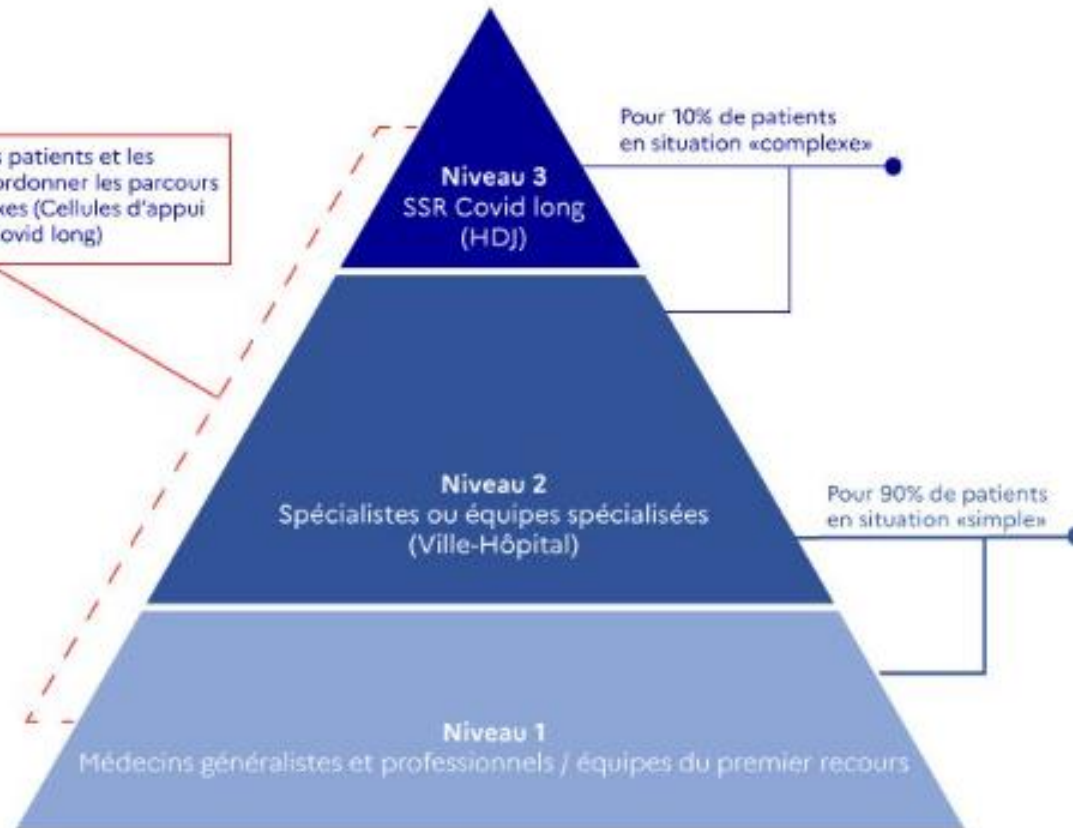 Pour 10% de patients
en situation «complexe»
s patients et les
ordonner les parcours
xes (Cellules d'appui
ovid long)
Niveau 3
SSR Covid long
(HDJ)
Niveau 2
Spécialistes ou équipes spécialisées
(Ville-Hôpital)
Pour 90% de patients
en situation «simple»
Niveau 1
Médecins généralistes et professionnels / équipes du premier recours